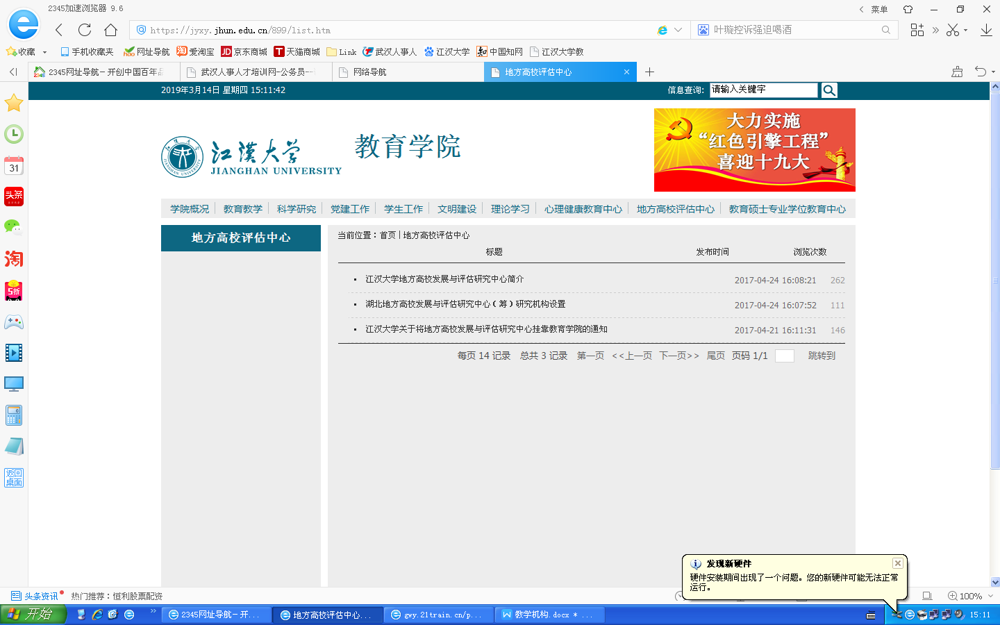 2345加速浏览器 9.6
菜单
https://jyxy.jhun.edu.cn/899/list.htm
叶璇控诉强迫喝酒
收藏 手机收藏夹 网址导航 爱淘宝 京东商城 天猫商城 Link 武汉人事人 江汉大学 中国知网 江汉大学教
2345网址导航－开创中国百年品
武汉人事人才培训网-公务员--
网络导航
地方高校评估中心
2019年3月14日 星期四 15:11:42
信息查询:
请输入关键字
31
头条
淘
5折
返回
桌面
江汉大学
JIANGHAN UNIVERSITY
教育学院
大力实施
“红色引擎工程”
喜迎十九大
学院概况 教育教学 科学研究 党建工作 学生工作 文明建设 理论学习 心理健康教育中心 地方高校评估中心 教育硕士专业学位教育中心
地方高校评估中心
当前位置：首页 | 地方高校评估中心
标题 发布时间 浏览次数
江汉大学地方高校发展与评估研究中心简介 2017-04-24 16:08:21 262
湖北地方高校发展与评估研究中心（筹）研究机构设置 2017-04-24 16:07:52 111
江汉大学关于将地方高校发展与评估研究中心挂靠教育学院的通知 2017-04-21 16:11:31 146
每页 14 记录 总共 3 记录 第一页 <<上一页 下一页>> 尾页 页码 1/1 跳转到
发现新硬件
硬件安装期间出现了一个问题。您的新硬件可能无法正常
运行。
头条资讯 热门推荐：恒利股票配资
100%
开始
2345网址导航－开...
地方高校评估中心...
gwy.21train.cn/p...
教学机构.docx * ...
15:11